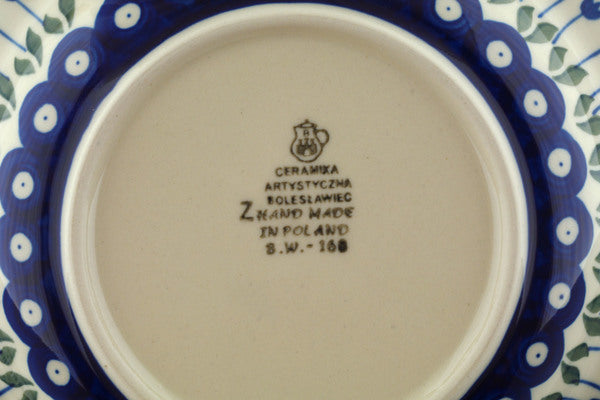 CERAMIKA
ARTYSTYCZNA
BOLESŁAWIEC
Z HAND MADE
IN POLAND
S.W.-168